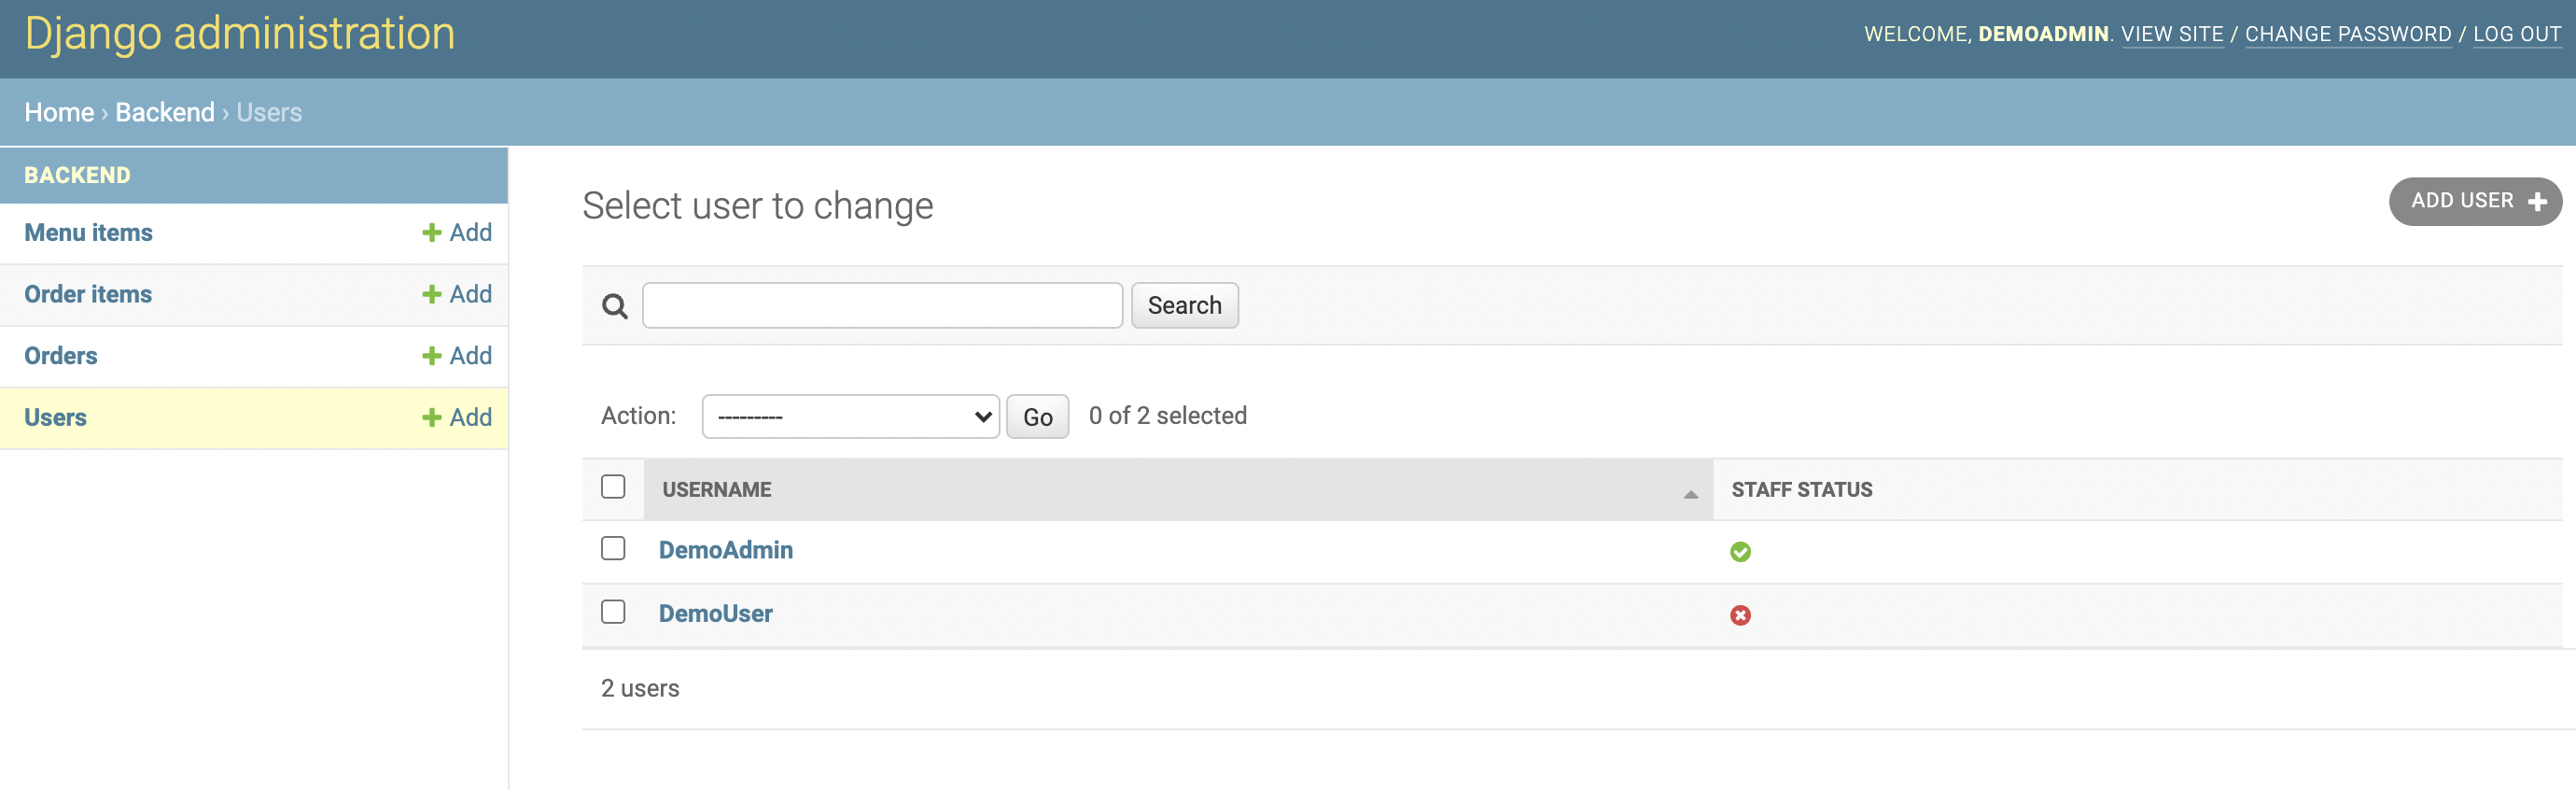 Django administration
WELCOME, DEMOADMIN. VIEW SITE / CHANGE PASSWORD / LOG OUT
Home › Backend › Users
BACKEND
Menu items Add
Order items Add
Orders Add
Users Add
Select user to change
ADD USER
Search
Action: --------- Go 0 of 2 selected
USERNAME STAFF STATUS
DemoAdmin
DemoUser
2 users